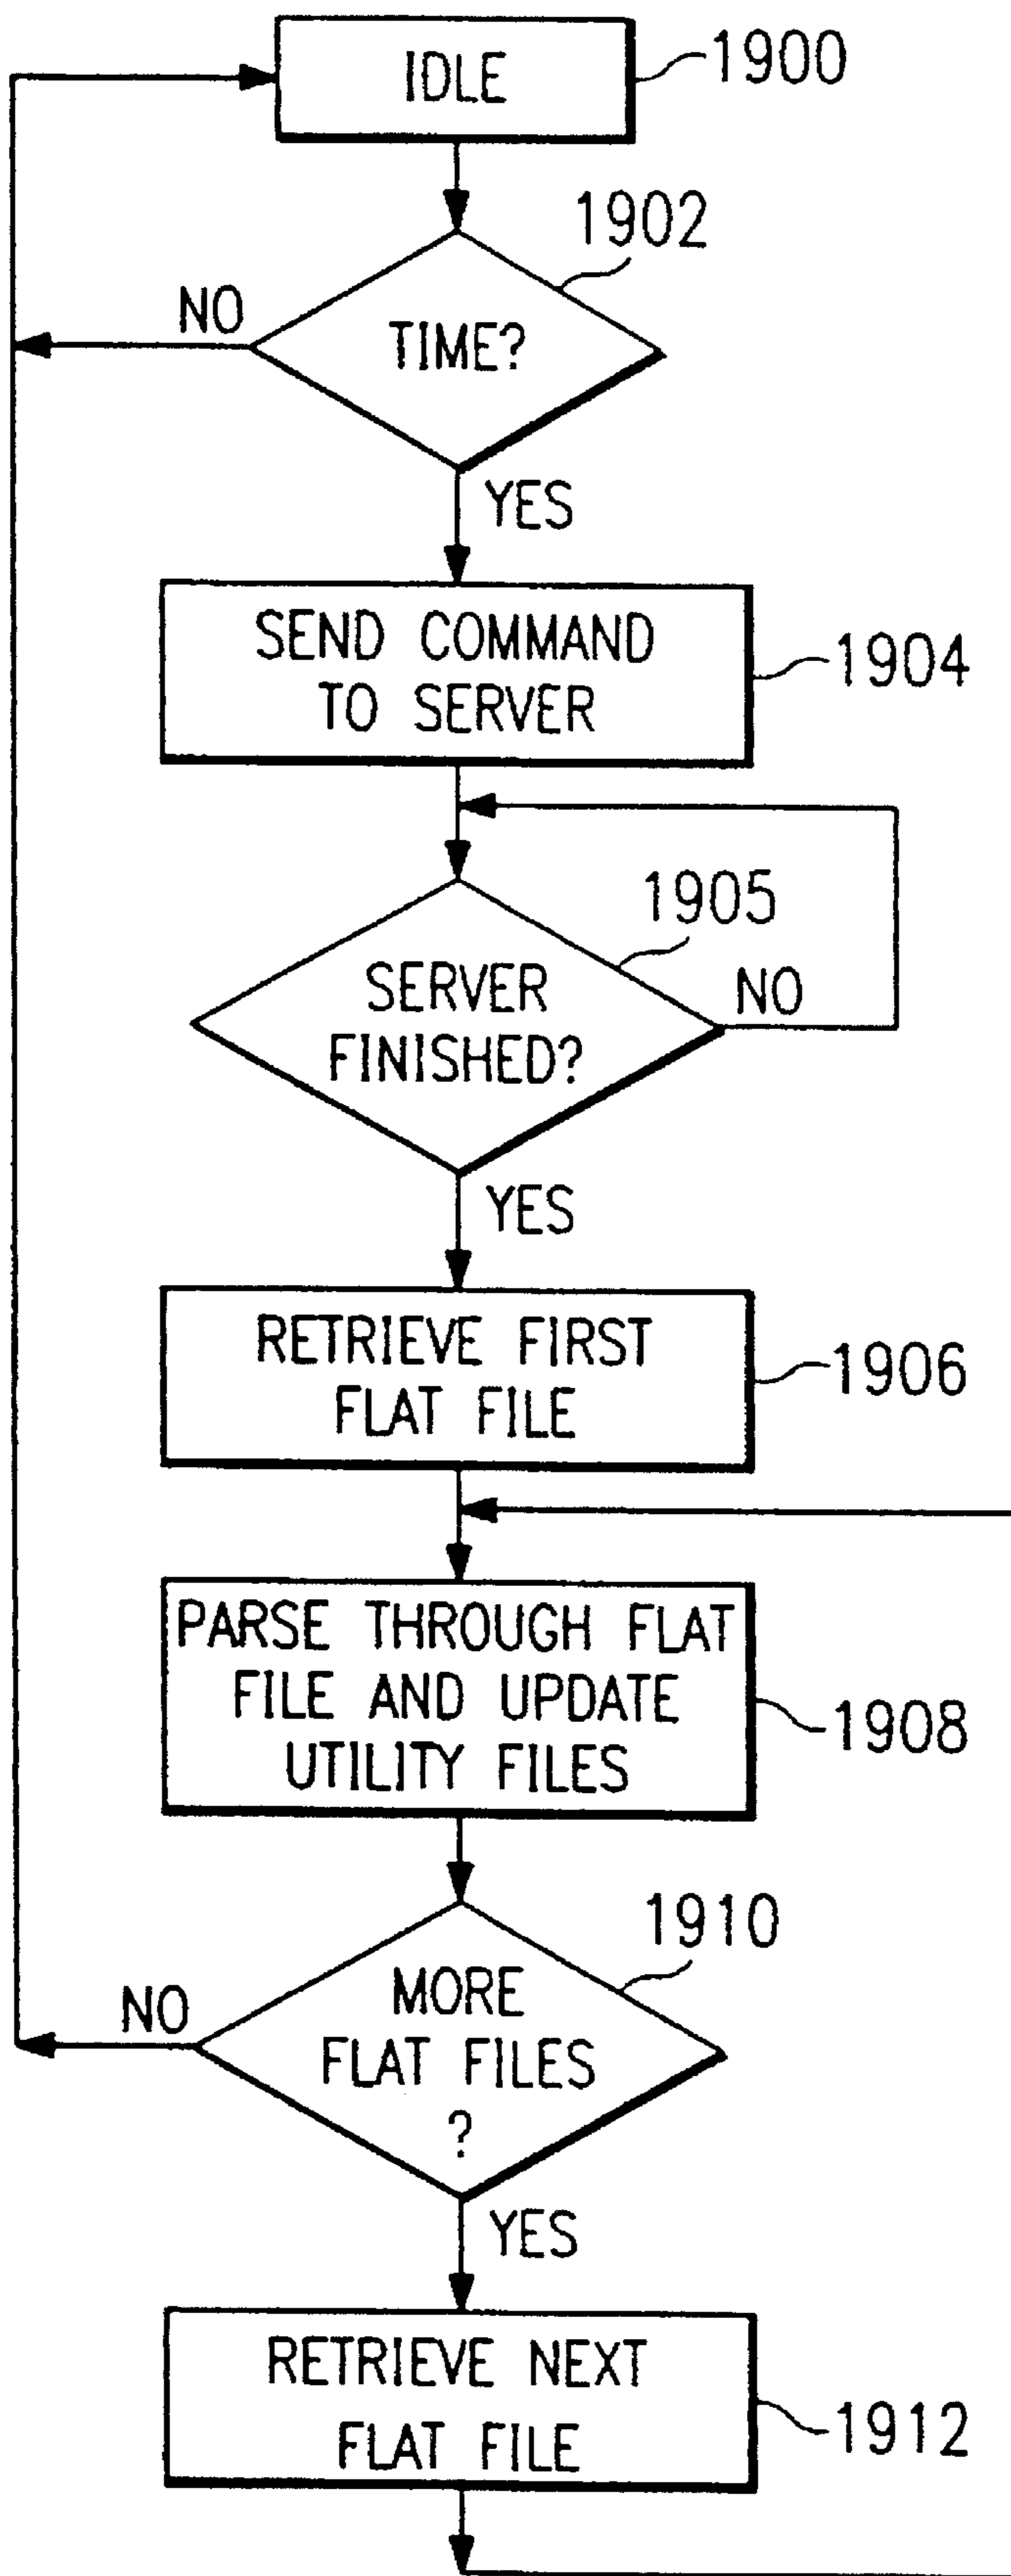 IDLE
1900
1902
NO
TIME?
YES
SEND COMMAND
TO SERVER
1904
1905
SERVER
FINISHED?
NO
YES
RETRIEVE FIRST
FLAT FILE
1906
PARSE THROUGH FLAT
FILE AND UPDATE
UTILITY FILES
1908
1910
NO
MORE
FLAT FILES
?
YES
RETRIEVE NEXT
FLAT FILE
1912